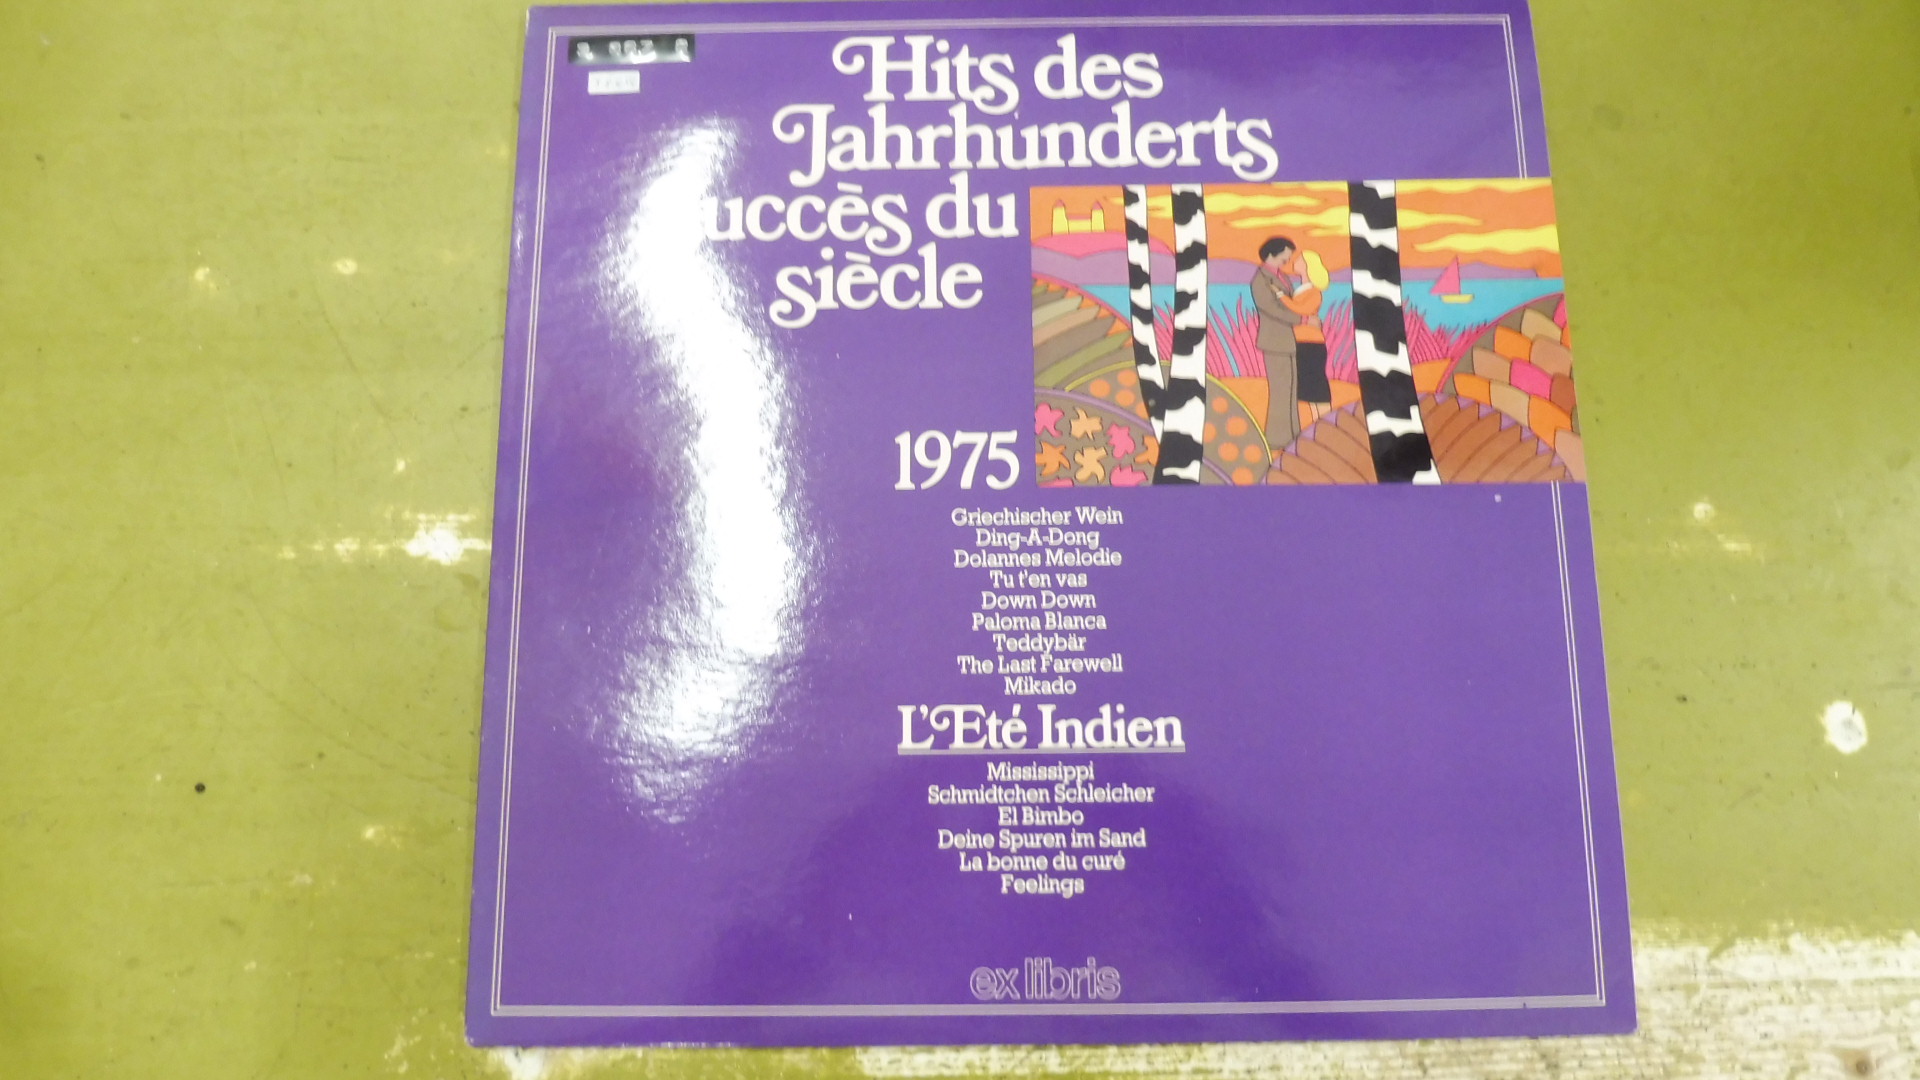 Hits des
Jahrhunderts
uccès du
siècle
1975
Griechischer Wein
Ding-A-Dong
Dolannes Melodie
Tu t'en vas
Down Down
Paloma Blanca
Teddybär
The Last Farewell
Mikado
L'Eté Indien
Mississippi
Schmidtchen Schleicher
El Bimbo
Deine Spuren im Sand
La bonne du curé
Feelings
ex libris